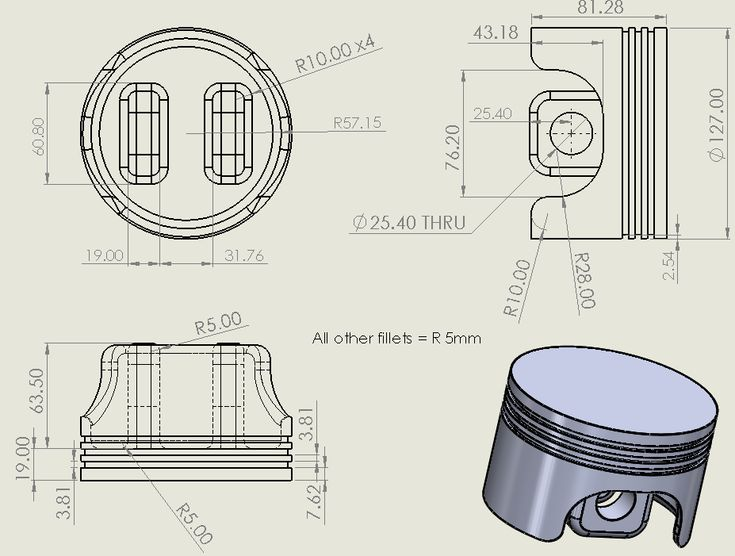 R10.00 x4
60.80
R57.15
19.00
31.76
81.28
43.18
25.40
76.20
Ø127.00
Ø25.40 THRU
R10.00
R28.00
2.54
R5.00
All other fillets = R 5mm
63.50
19.00
3.81
3.81
7.62
R5.00